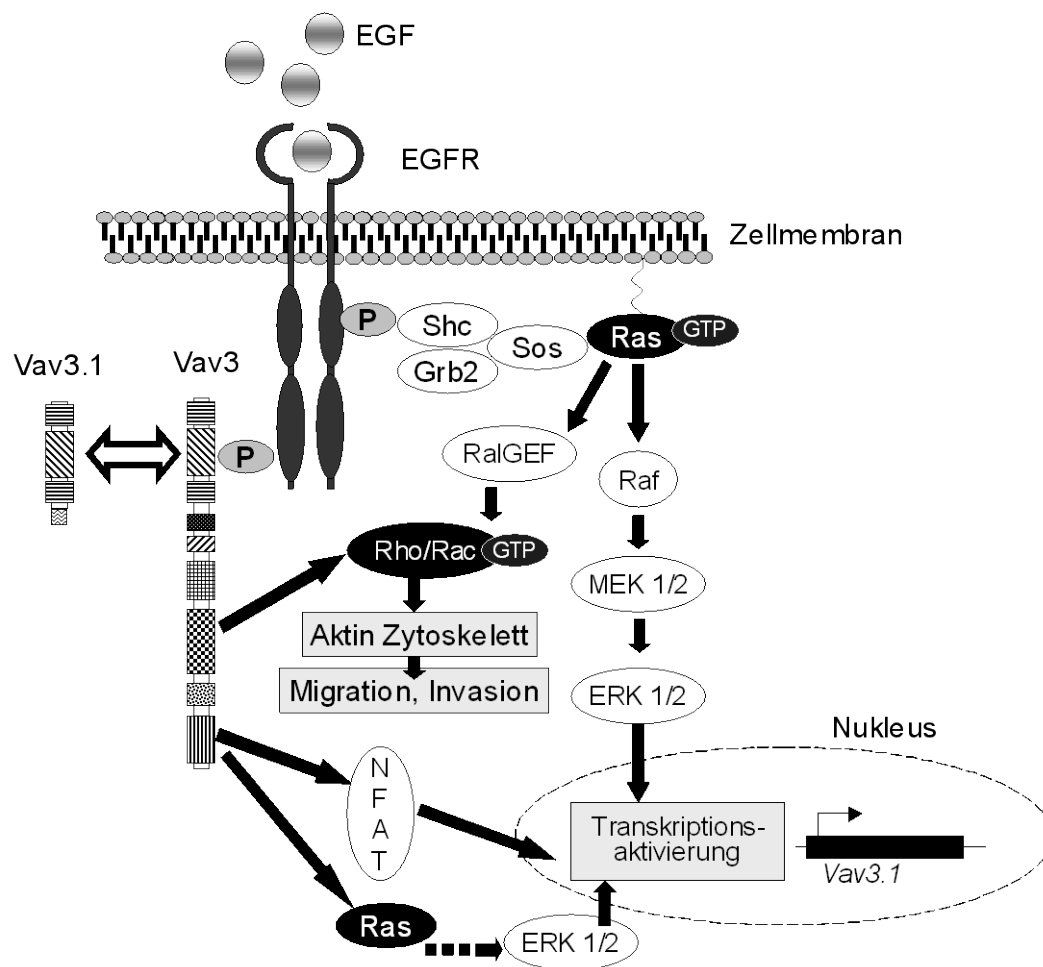 EGF
EGFR
Zellmembran
P
Shc
Grb2
Sos
Ras
GTP
Vav3.1
Vav3
P
RalGEF
Raf
Rho/Rac
GTP
MEK 1/2
Aktin Zytoskelett
Migration, Invasion
ERK 1/2
Nukleus
N
F
A
T
Transkriptions-
aktivierung
Vav3.1
Ras
ERK 1/2